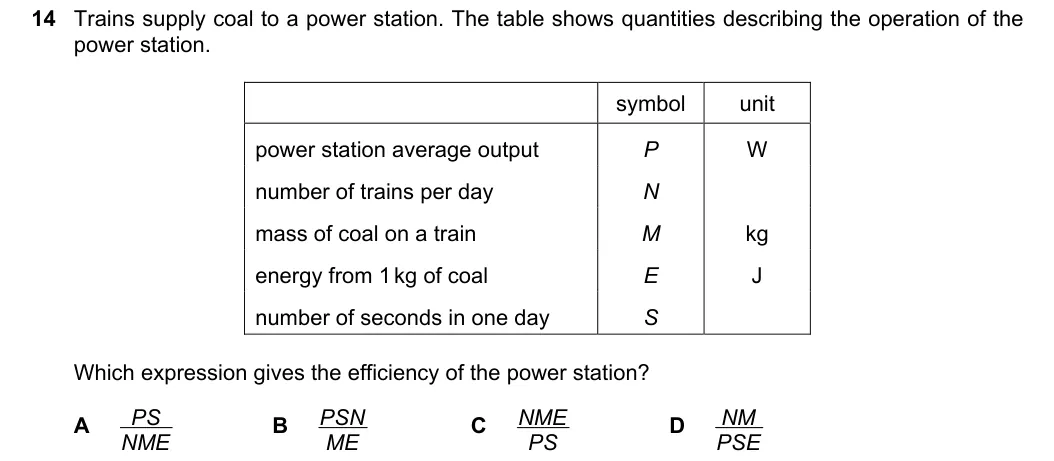 14 Trains supply coal to a power station. The table shows quantities describing the operation of the
power station.
symbol unit
power station average output P W
number of trains per day N
mass of coal on a train M kg
energy from 1 kg of coal E J
number of seconds in one day S
Which expression gives the efficiency of the power station?
A PS/NME B PSN/ME C NME/PS D NM/PSE